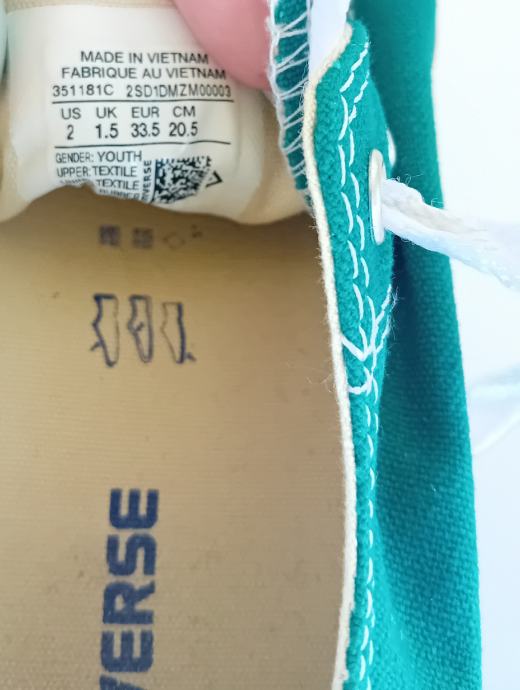 MADE IN VIETNAM
FABRIQUE AU VIETNAM
351181C 2SD1DMZM00003
US UK EUR CM
2 1.5 33.5 20.5
GENDER: YOUTH
UPPER: TEXTILE
TEXTILE
VERSE
VERSE